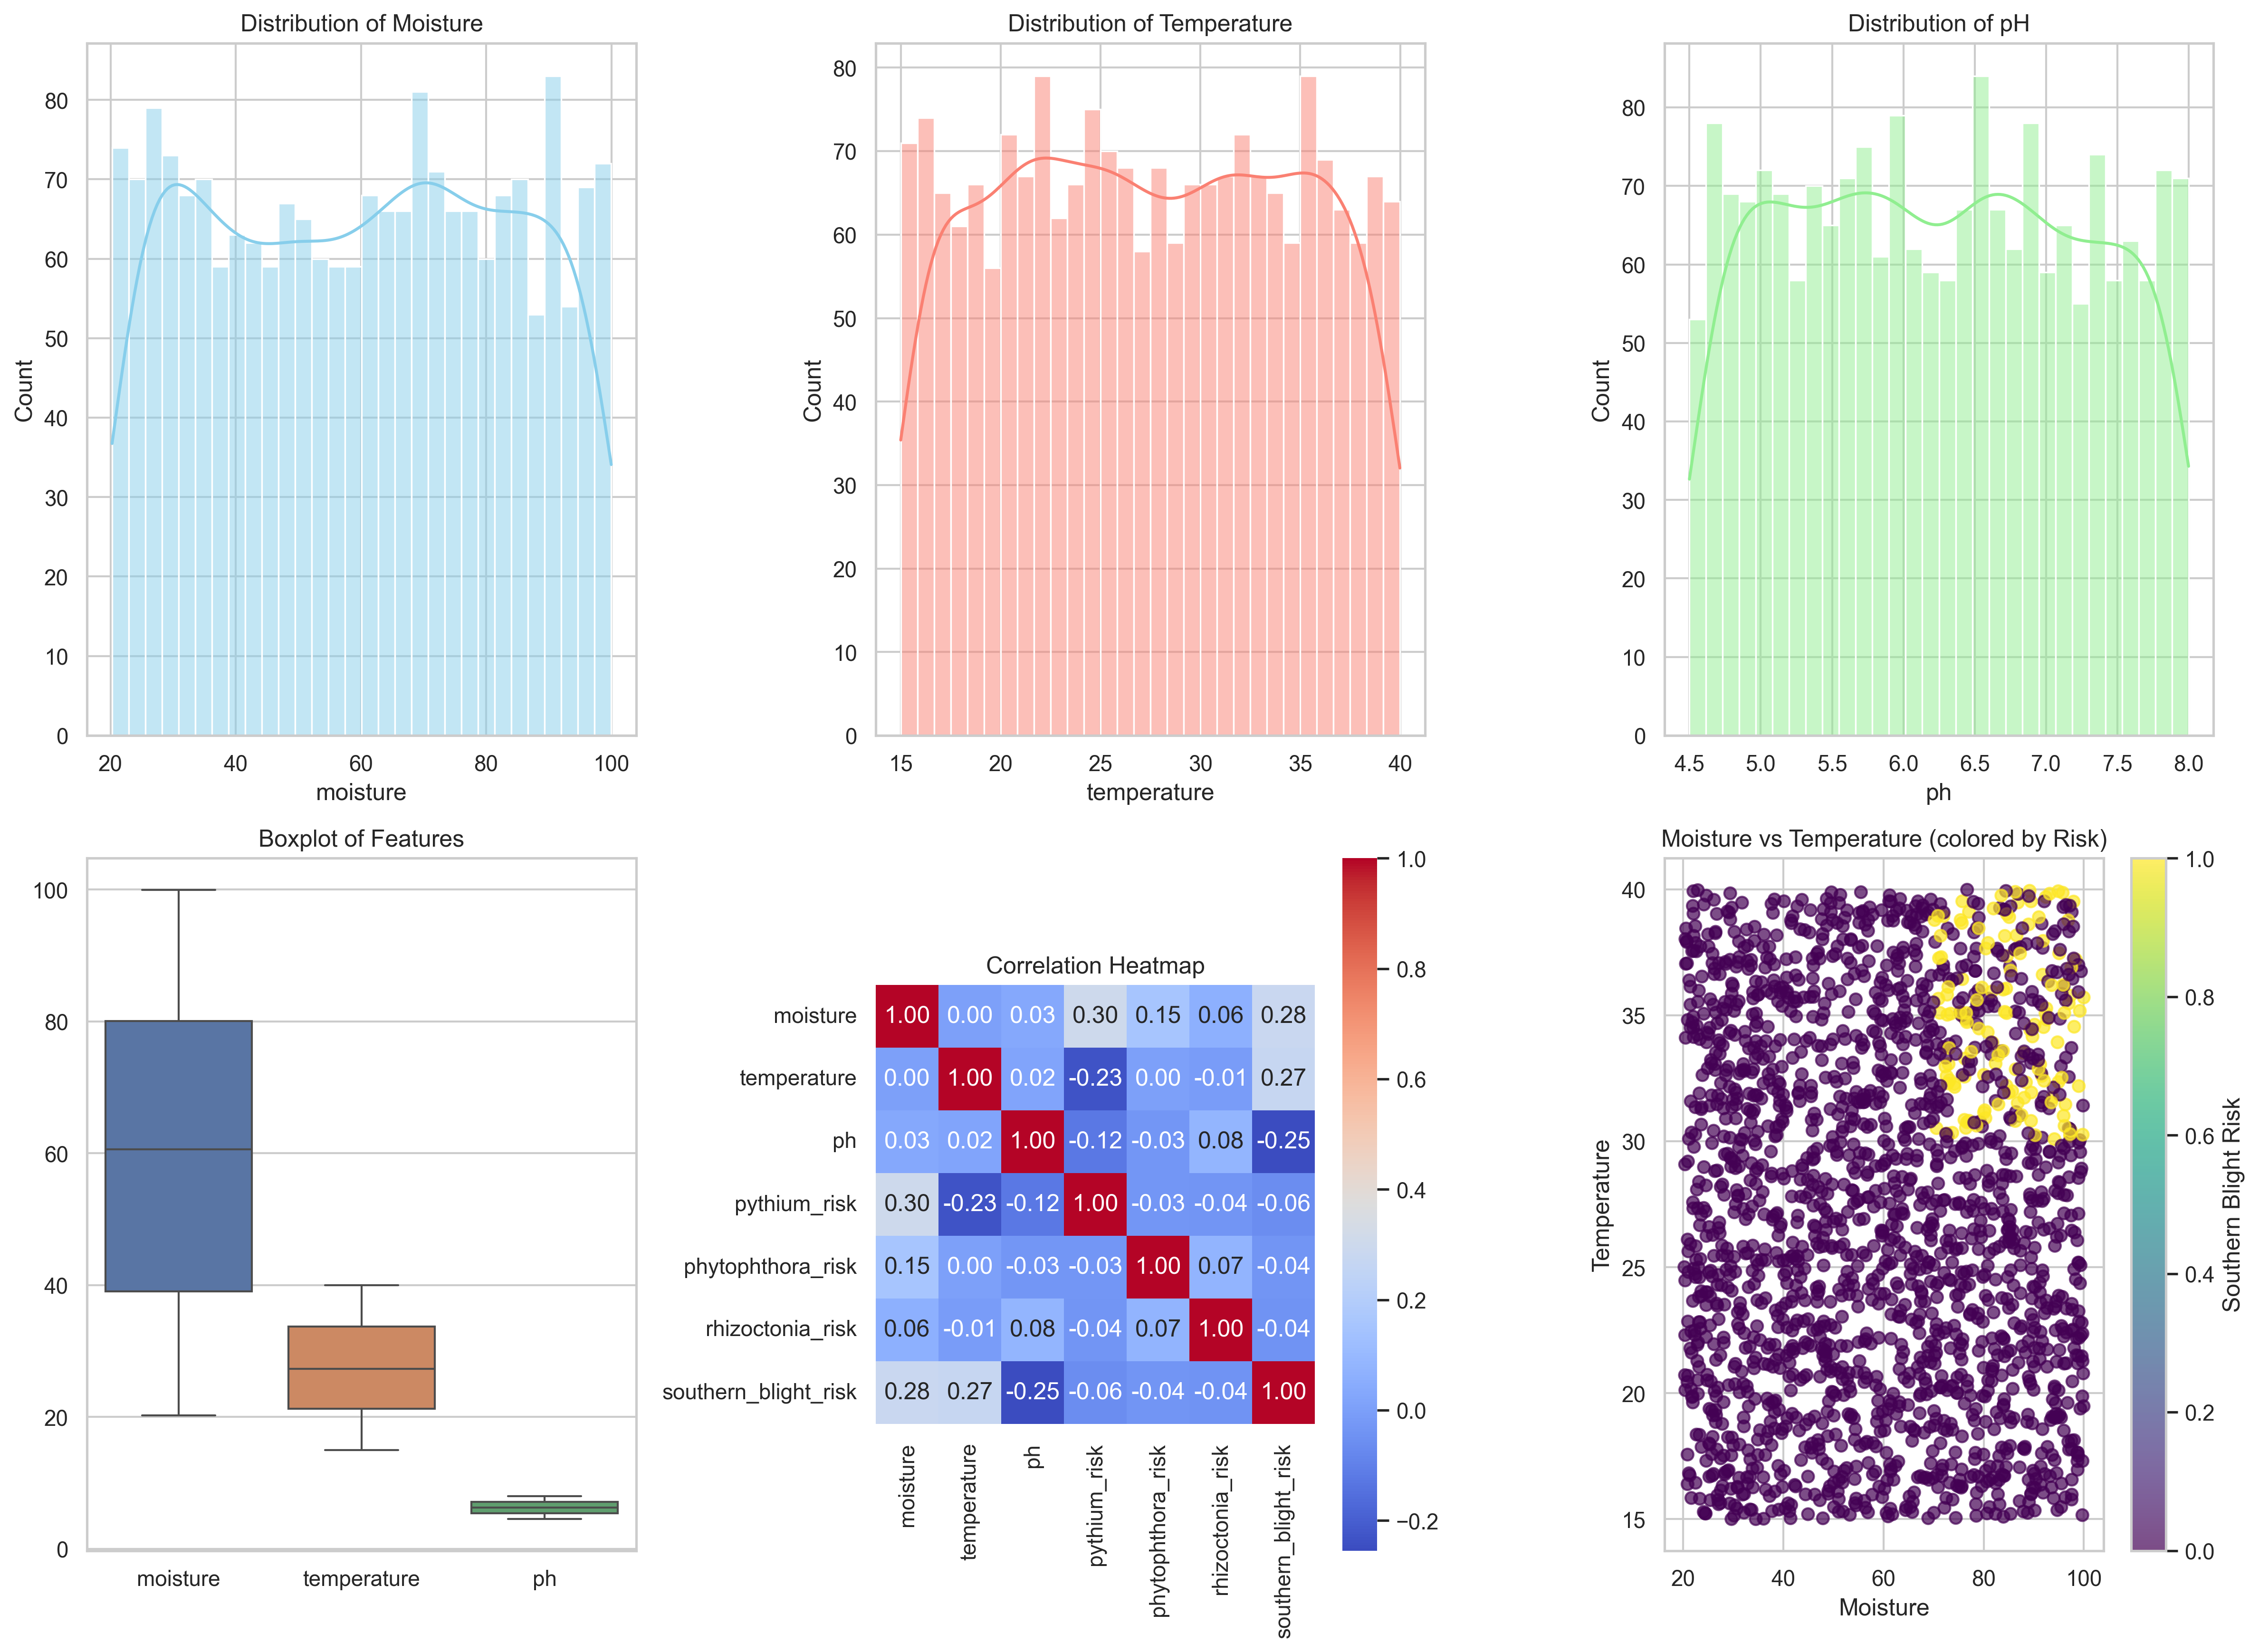 Distribution of Moisture
Count
80
70
60
50
40
30
20
10
0
20 40 60 80 100
moisture
Distribution of Temperature
Count
80
70
60
50
40
30
20
10
0
15 20 25 30 35 40
temperature
Distribution of pH
Count
80
70
60
50
40
30
20
10
0
4.5 5.0 5.5 6.0 6.5 7.0 7.5 8.0
ph
Boxplot of Features
100
80
60
40
20
0
moisture temperature ph
Correlation Heatmap
moisture 1.00 0.00 0.03 0.30 0.15 0.06 0.28
temperature 0.00 1.00 0.02 -0.23 0.00 -0.01 0.27
ph 0.03 0.02 1.00 -0.12 -0.03 0.08 -0.25
pythium_risk 0.30 -0.23 -0.12 1.00 -0.03 -0.04 -0.06
phytophthora_risk 0.15 0.00 -0.03 -0.03 1.00 0.07 -0.04
rhizoctonia_risk 0.06 -0.01 0.08 -0.04 0.07 1.00 -0.04
southern_blight_risk 0.28 0.27 -0.25 -0.06 -0.04 -0.04 1.00
moisture temperature ph pythium_risk phytophthora_risk rhizoctonia_risk southern_blight_risk
1.0
0.8
0.6
0.4
0.2
0.0
−0.2
Moisture vs Temperature (colored by Risk)
Temperature
40
35
30
25
20
15
20 40 60 80 100
Moisture
1.0
0.8
0.6
0.4
0.2
0.0
Southern Blight Risk